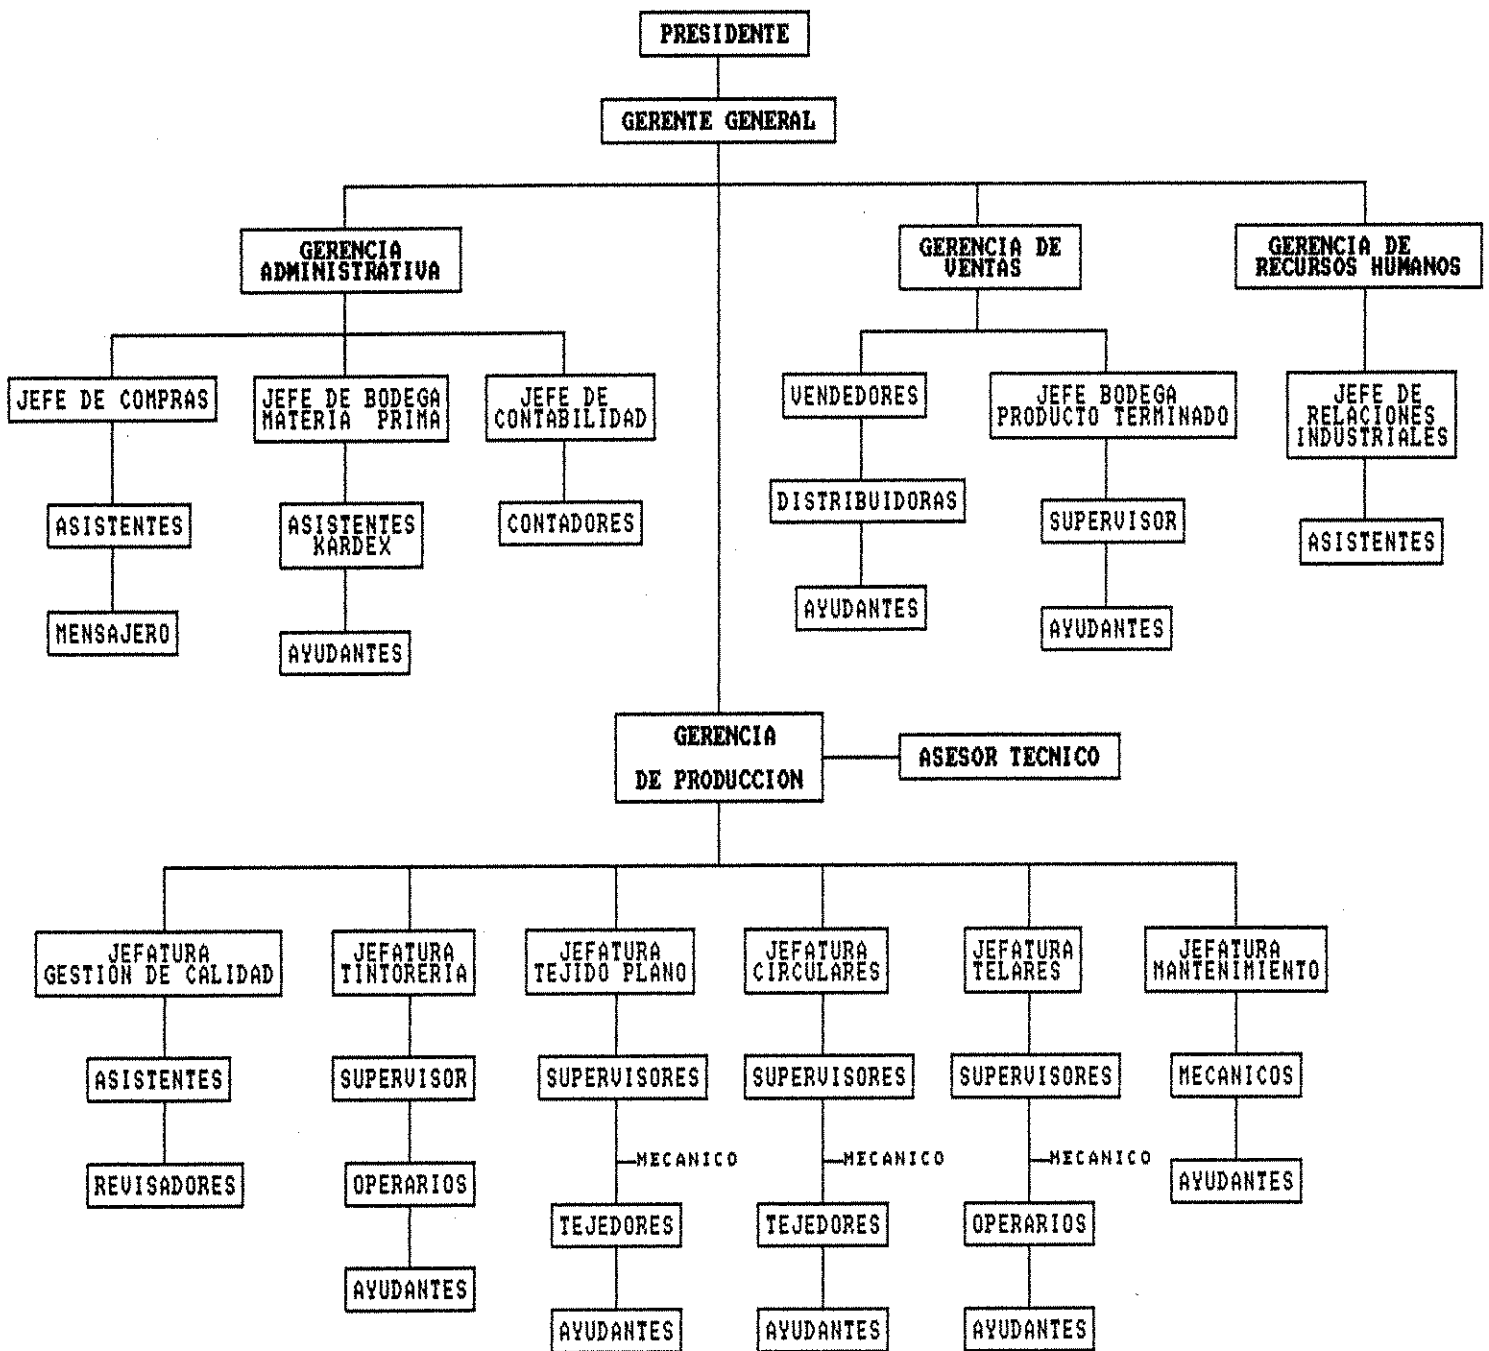 PRESIDENTE
GERENTE GENERAL
GERENCIA
ADMINISTRATIVA
GERENCIA DE
VENTAS
GERENCIA DE
RECURSOS HUMANOS
JEFE DE COMPRAS
JEFE DE BODEGA
MATERIA PRIMA
JEFE DE
CONTABILIDAD
VENDEDORES
JEFE BODEGA
PRODUCTO TERMINADO
JEFE DE
RELACIONES
INDUSTRIALES
ASISTENTES
ASISTENTES
KARDEX
CONTADORES
DISTRIBUIDORAS
SUPERVISOR
ASISTENTES
MENSAJERO
AYUDANTES
AYUDANTES
AYUDANTES
GERENCIA
DE PRODUCCION
ASESOR TECNICO
JEFATURA
GESTION DE CALIDAD
JEFATURA
TINTORERIA
JEFATURA
TEJIDO PLANO
JEFATURA
CIRCULARES
JEFATURA
TELARES
JEFATURA
MANTENIMIENTO
ASISTENTES
SUPERVISOR
SUPERVISORES
SUPERVISORES
SUPERVISORES
MECANICOS
MECANICO
MECANICO
MECANICO
REVISADORES
OPERARIOS
AYUDANTES
TEJEDORES
TEJEDORES
OPERARIOS
AYUDANTES
AYUDANTES
AYUDANTES
AYUDANTES